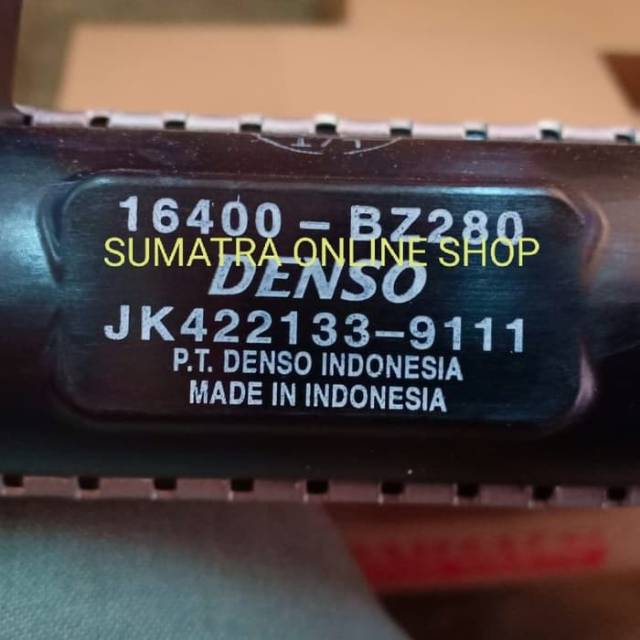 16400-BZ280
SUMATRA ONLINE SHOP
DENSO
JK422133-9111
P.T. DENSO INDONESIA
MADE IN INDONESIA